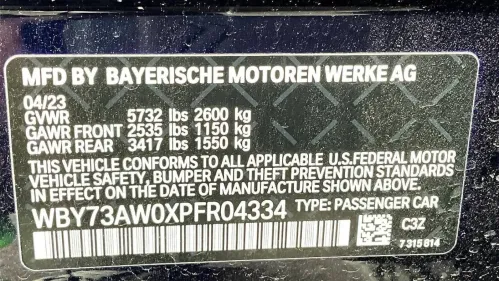 MFD BY BAYERISCHE MOTOREN WERKE AG
04/23
GVWR 5732 lbs 2600 kg
GAWR FRONT 2535 lbs 1150 kg
GAWR REAR 3417 lbs 1550 kg
THIS VEHICLE CONFORMS TO ALL APPLICABLE U.S.FEDERAL MOTOR
VEHICLE SAFETY, BUMPER AND THEFT PREVENTION STANDARDS
IN EFFECT ON THE DATE OF MANUFACTURE SHOWN ABOVE.
WBY73AW0XPFR04334 TYPE: PASSENGER CAR
C3Z
7315814